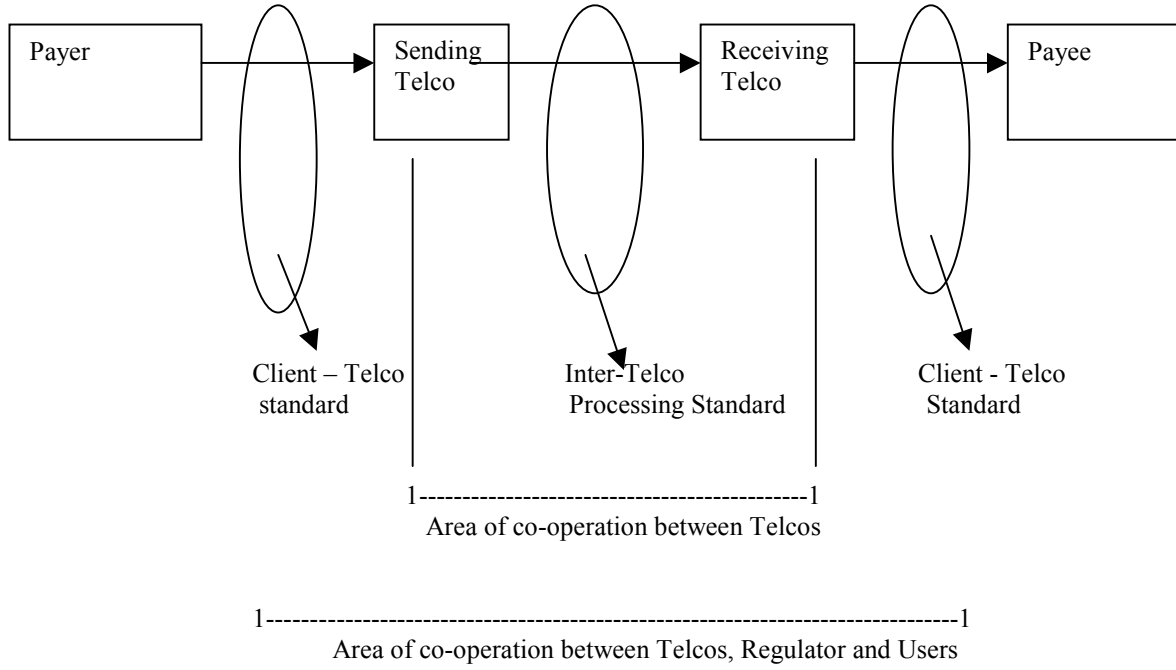 Payer
Sending
Telco
Receiving
Telco
Payee
Client – Telco
standard
Inter-Telco
Processing Standard
Client - Telco
Standard
1--------------------------------------------1
Area of co-operation between Telcos
1--------------------------------------------------------------------------------1
Area of co-operation between Telcos, Regulator and Users